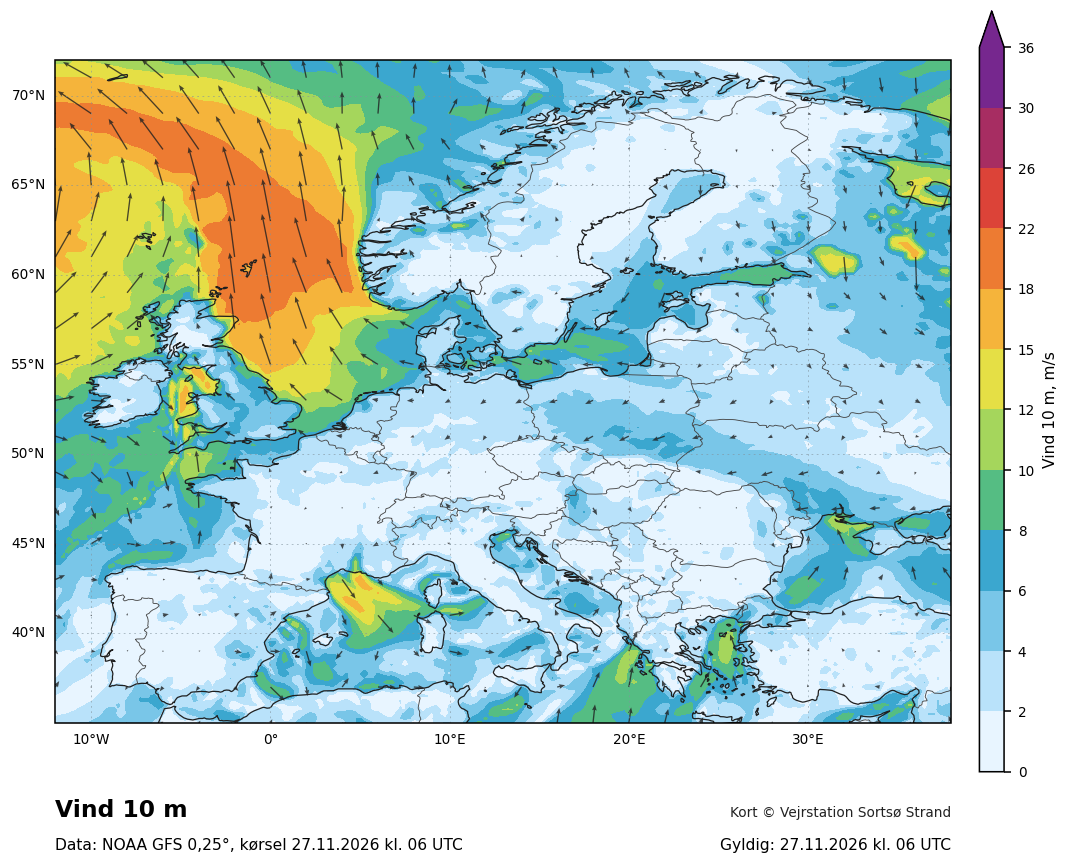 70°N
65°N
60°N
55°N
50°N
45°N
40°N
10°W
0°
10°E
20°E
30°E
36
30
26
22
18
15
12
10
8
6
4
2
0
Vind 10 m, m/s
Vind 10 m
Kort © Vejrstation Sortsø Strand
Data: NOAA GFS 0,25°, kørsel 27.11.2026 kl. 06 UTC
Gyldig: 27.11.2026 kl. 06 UTC